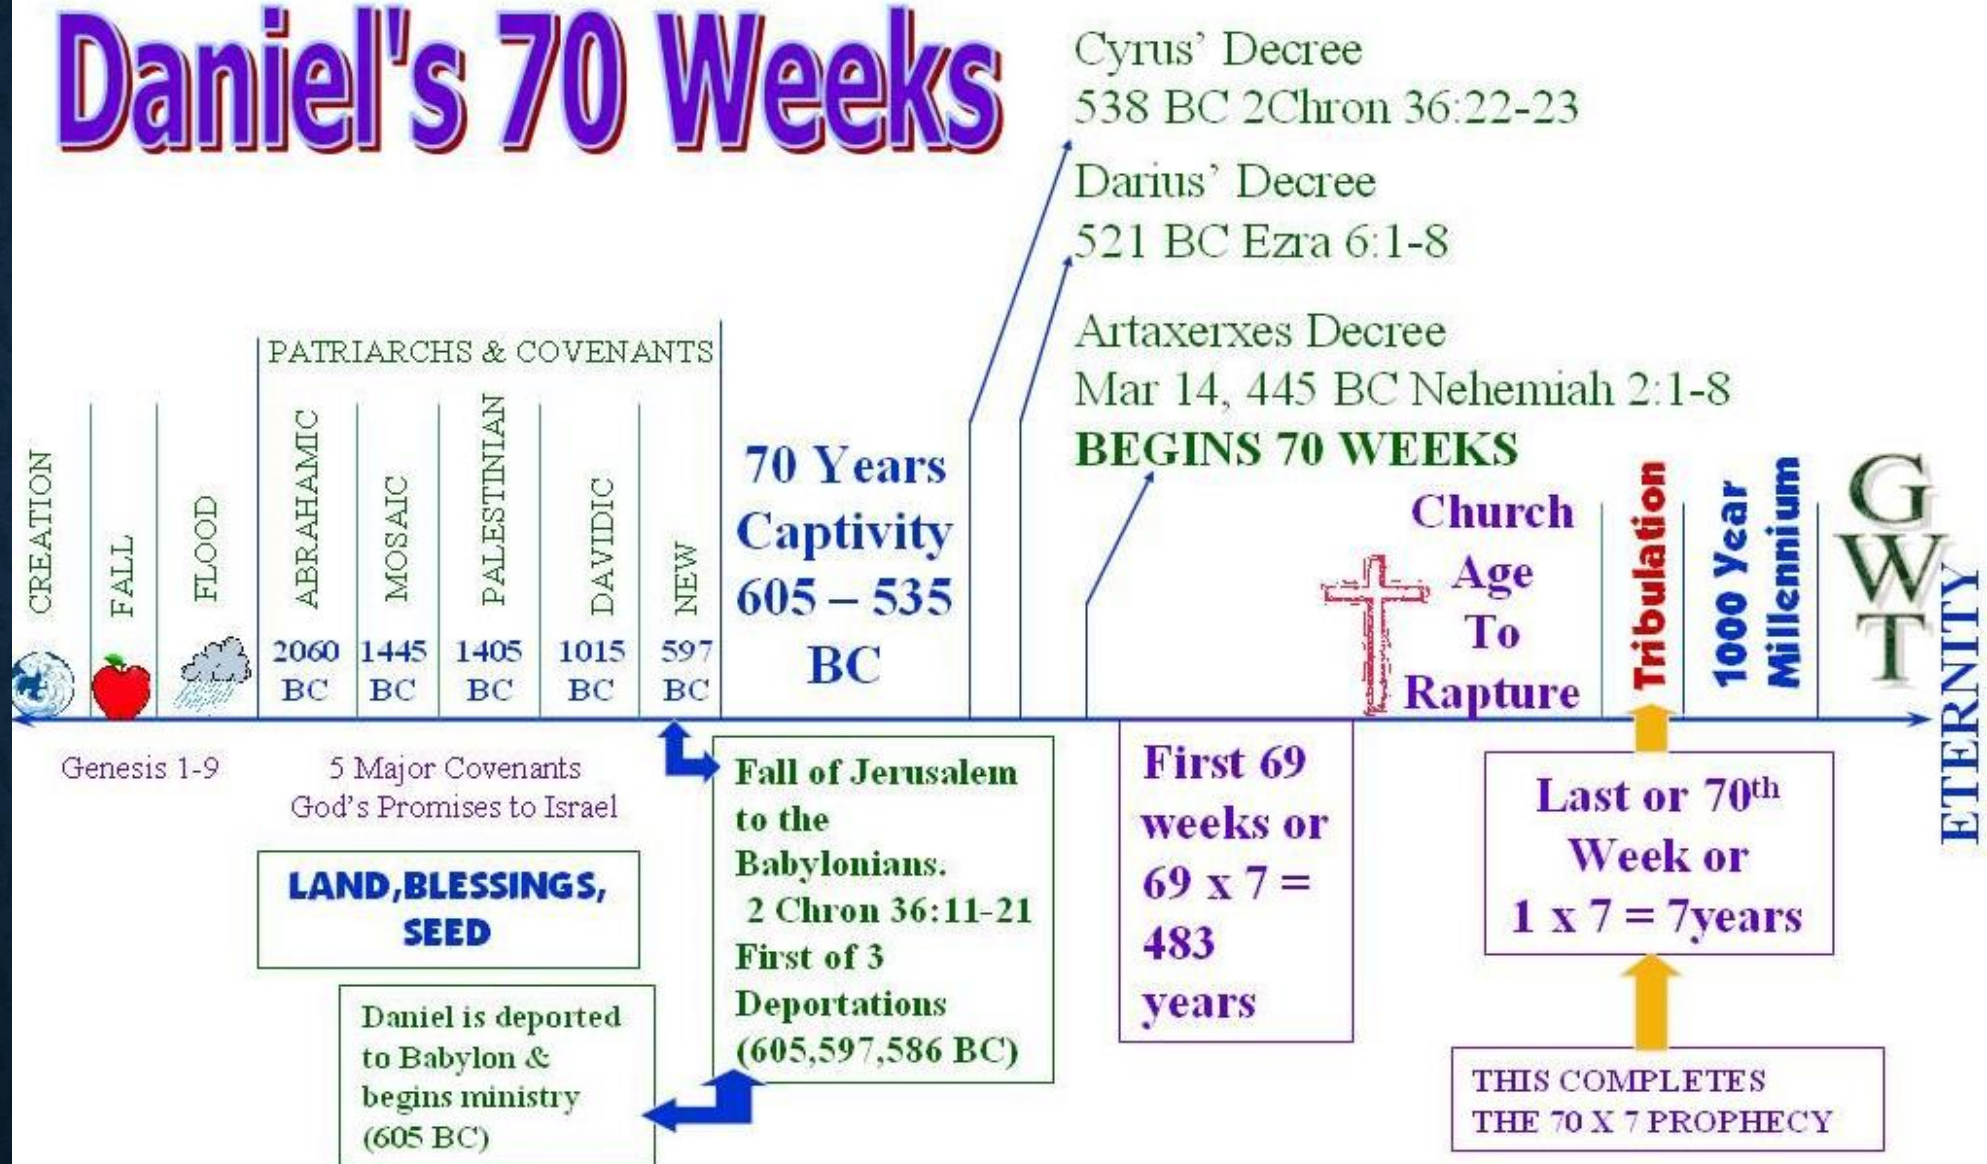 Daniel's 70 Weeks
Cyrus’ Decree
538 BC 2Chron 36:22-23
Darius’ Decree
521 BC Ezra 6:1-8
Artaxerxes Decree
Mar 14, 445 BC Nehemiah 2:1-8
BEGINS 70 WEEKS
PATRIARCHS & COVENANTS
CREATION
FALL
FLOOD
ABRAHAMIC
2060
BC
MOSAIC
1445
BC
PALESTINIAN
1405
BC
DAVIDIC
1015
BC
NEW
597
BC
70 Years
Captivity
605 – 535
BC
Church
Age
To
Rapture
Tribulation
1000 Year
Millennium
G
W
T
ETERNITY
Genesis 1-9
5 Major Covenants
God’s Promises to Israel
LAND,BLESSINGS,
SEED
Daniel is deported
to Babylon &
begins ministry
(605 BC)
Fall of Jerusalem
to the
Babylonians.
2 Chron 36:11-21
First of 3
Deportations
(605,597,586 BC)
First 69
weeks or
69 x 7 =
483
years
Last or 70th
Week or
1 x 7 = 7years
THIS COMPLETES
THE 70 X 7 PROPHECY